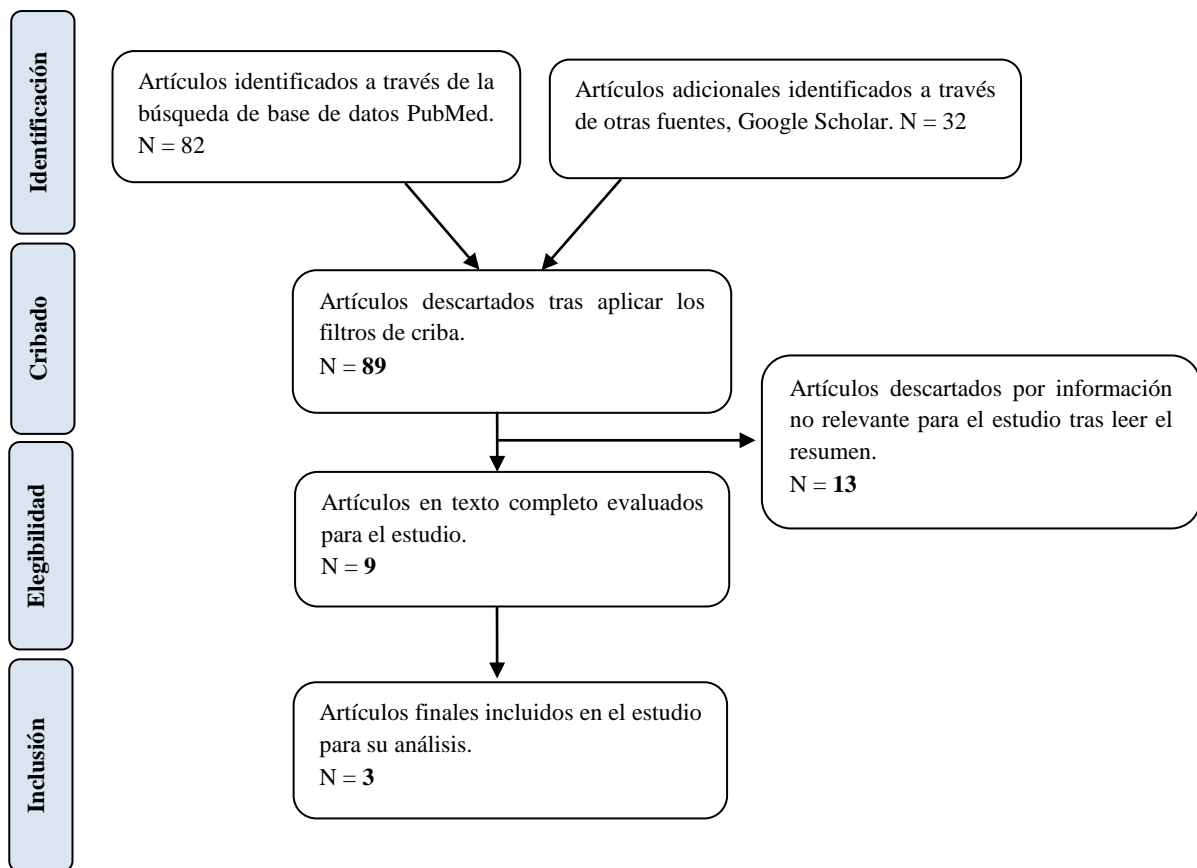 Identificación
Artículos identificados a través de la
búsqueda de base de datos PubMed.
N = 82
Artículos adicionales identificados a través
de otras fuentes, Google Scholar. N = 32
Cribado
Artículos descartados tras aplicar los
filtros de criba.
N = 89
Artículos descartados por información
no relevante para el estudio tras leer el
resumen.
N = 13
Elegibilidad
Artículos en texto completo evaluados
para el estudio.
N = 9
Inclusión
Artículos finales incluidos en el estudio
para su análisis.
N = 3